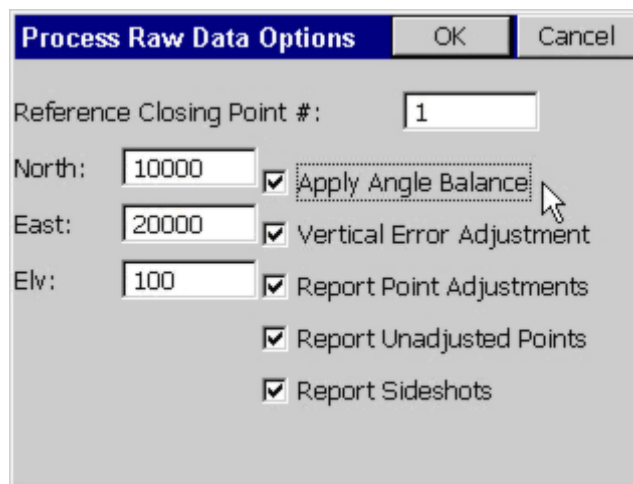 Process Raw Data Options OK Cancel
Reference Closing Point #: 1
North: 10000 Apply Angle Balance
East: 20000 Vertical Error Adjustment
Elv: 100 Report Point Adjustments
Report Unadjusted Points
Report Sideshots